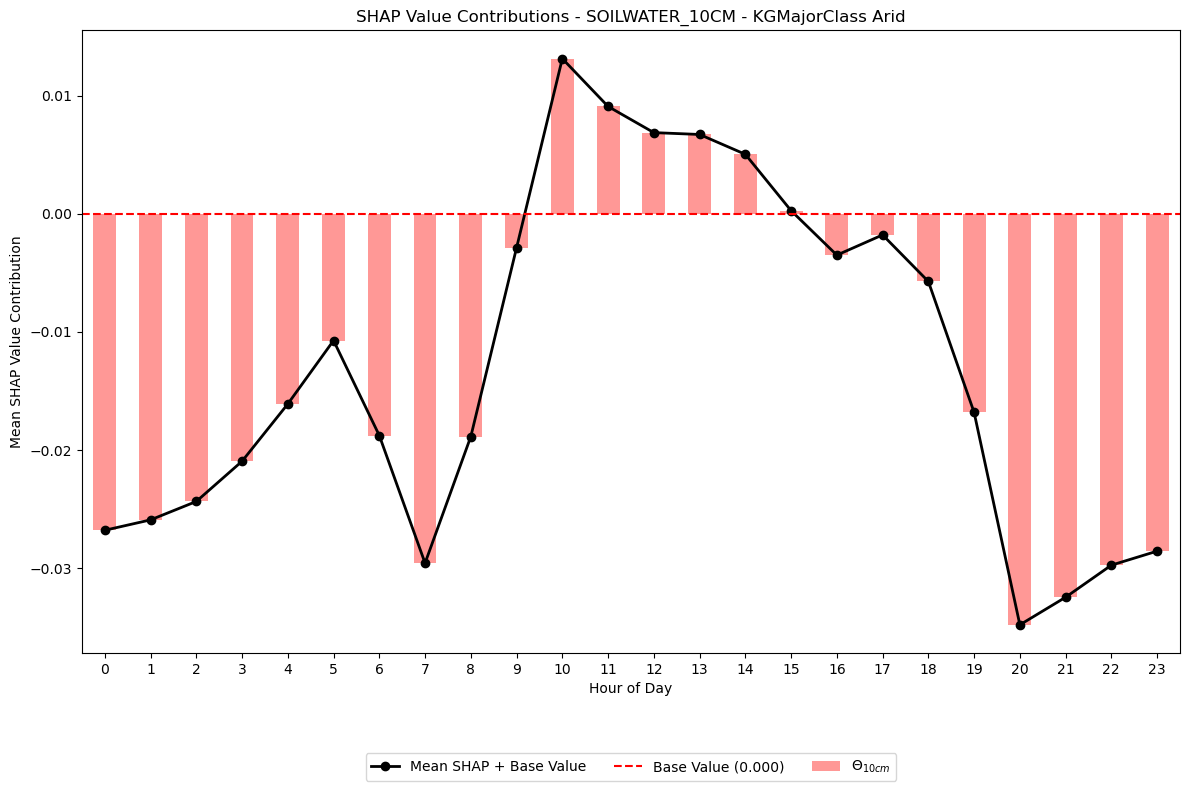 SHAP Value Contributions - SOILWATER_10CM - KGMajorClass Arid
Mean SHAP Value Contribution
0.01
0.00
−0.01
−0.02
−0.03
0 1 2 3 4 5 6 7 8 9 10 11 12 13 14 15 16 17 18 19 20 21 22 23
Hour of Day
Mean SHAP + Base Value Base Value (0.000) Θ10cm